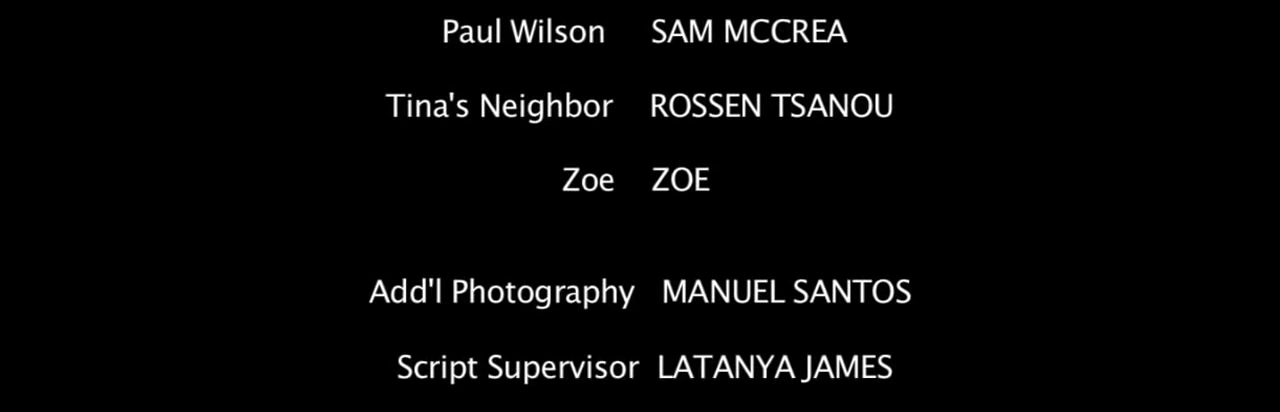 Paul Wilson SAM MCCREA
Tina's Neighbor ROSSEN TSANOU
Zoe ZOE
Add'l Photography MANUEL SANTOS
Script Supervisor LATANYA JAMES